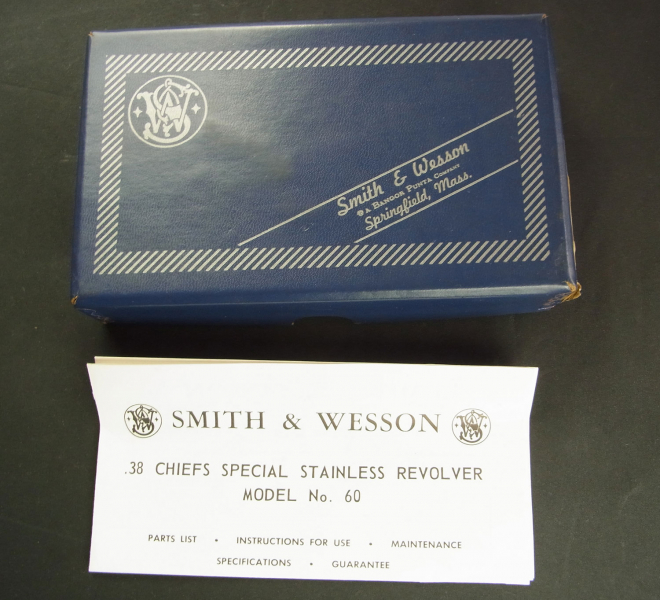 Smith & Wesson
A BANGOR PUNTA COMPANY
Springfield, Mass.
SMITH & WESSON
.38 CHIEFS SPECIAL STAINLESS REVOLVER
MODEL No. 60
PARTS LIST • INSTRUCTIONS FOR USE • MAINTENANCE
SPECIFICATIONS • GUARANTEE